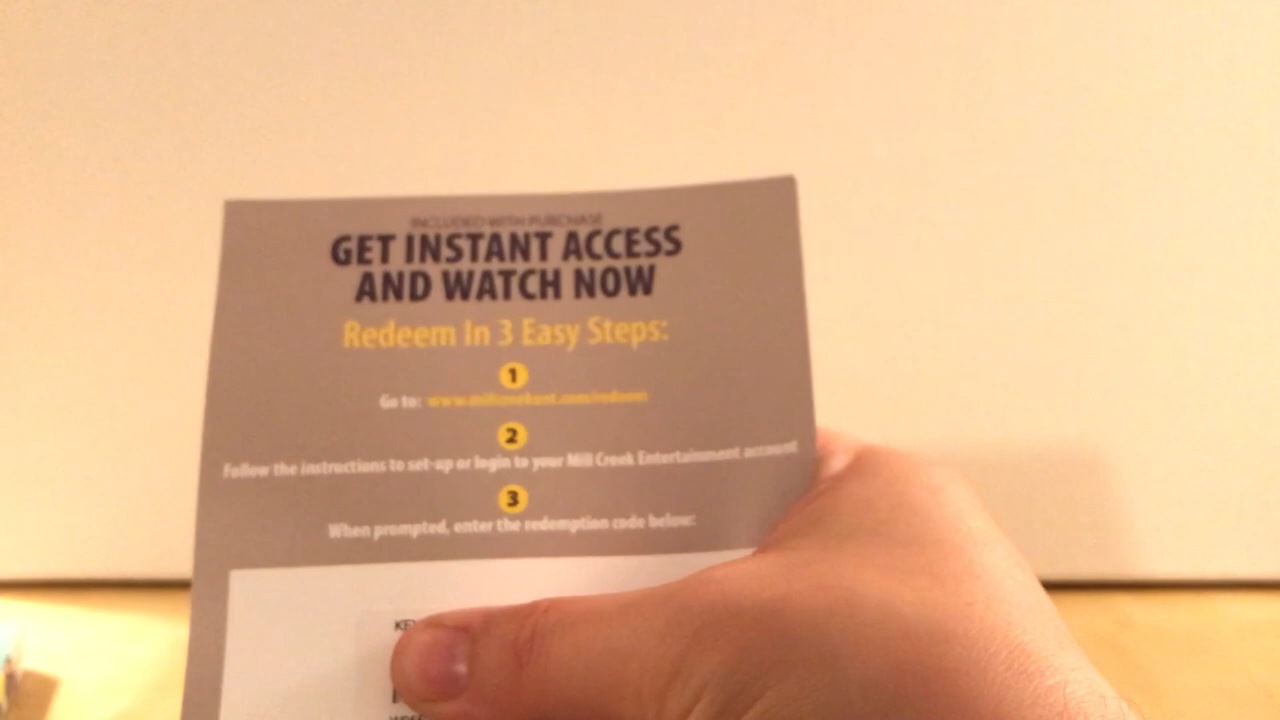 INCLUDED WITH PURCHASE
GET INSTANT ACCESS
AND WATCH NOW
Redeem In 3 Easy Steps:
1
Go to: www.millcreekent.com/redeem
2
Follow the instructions to set-up or login to your Mill Creek Entertainment account
3
When prompted, enter the redemption code below: